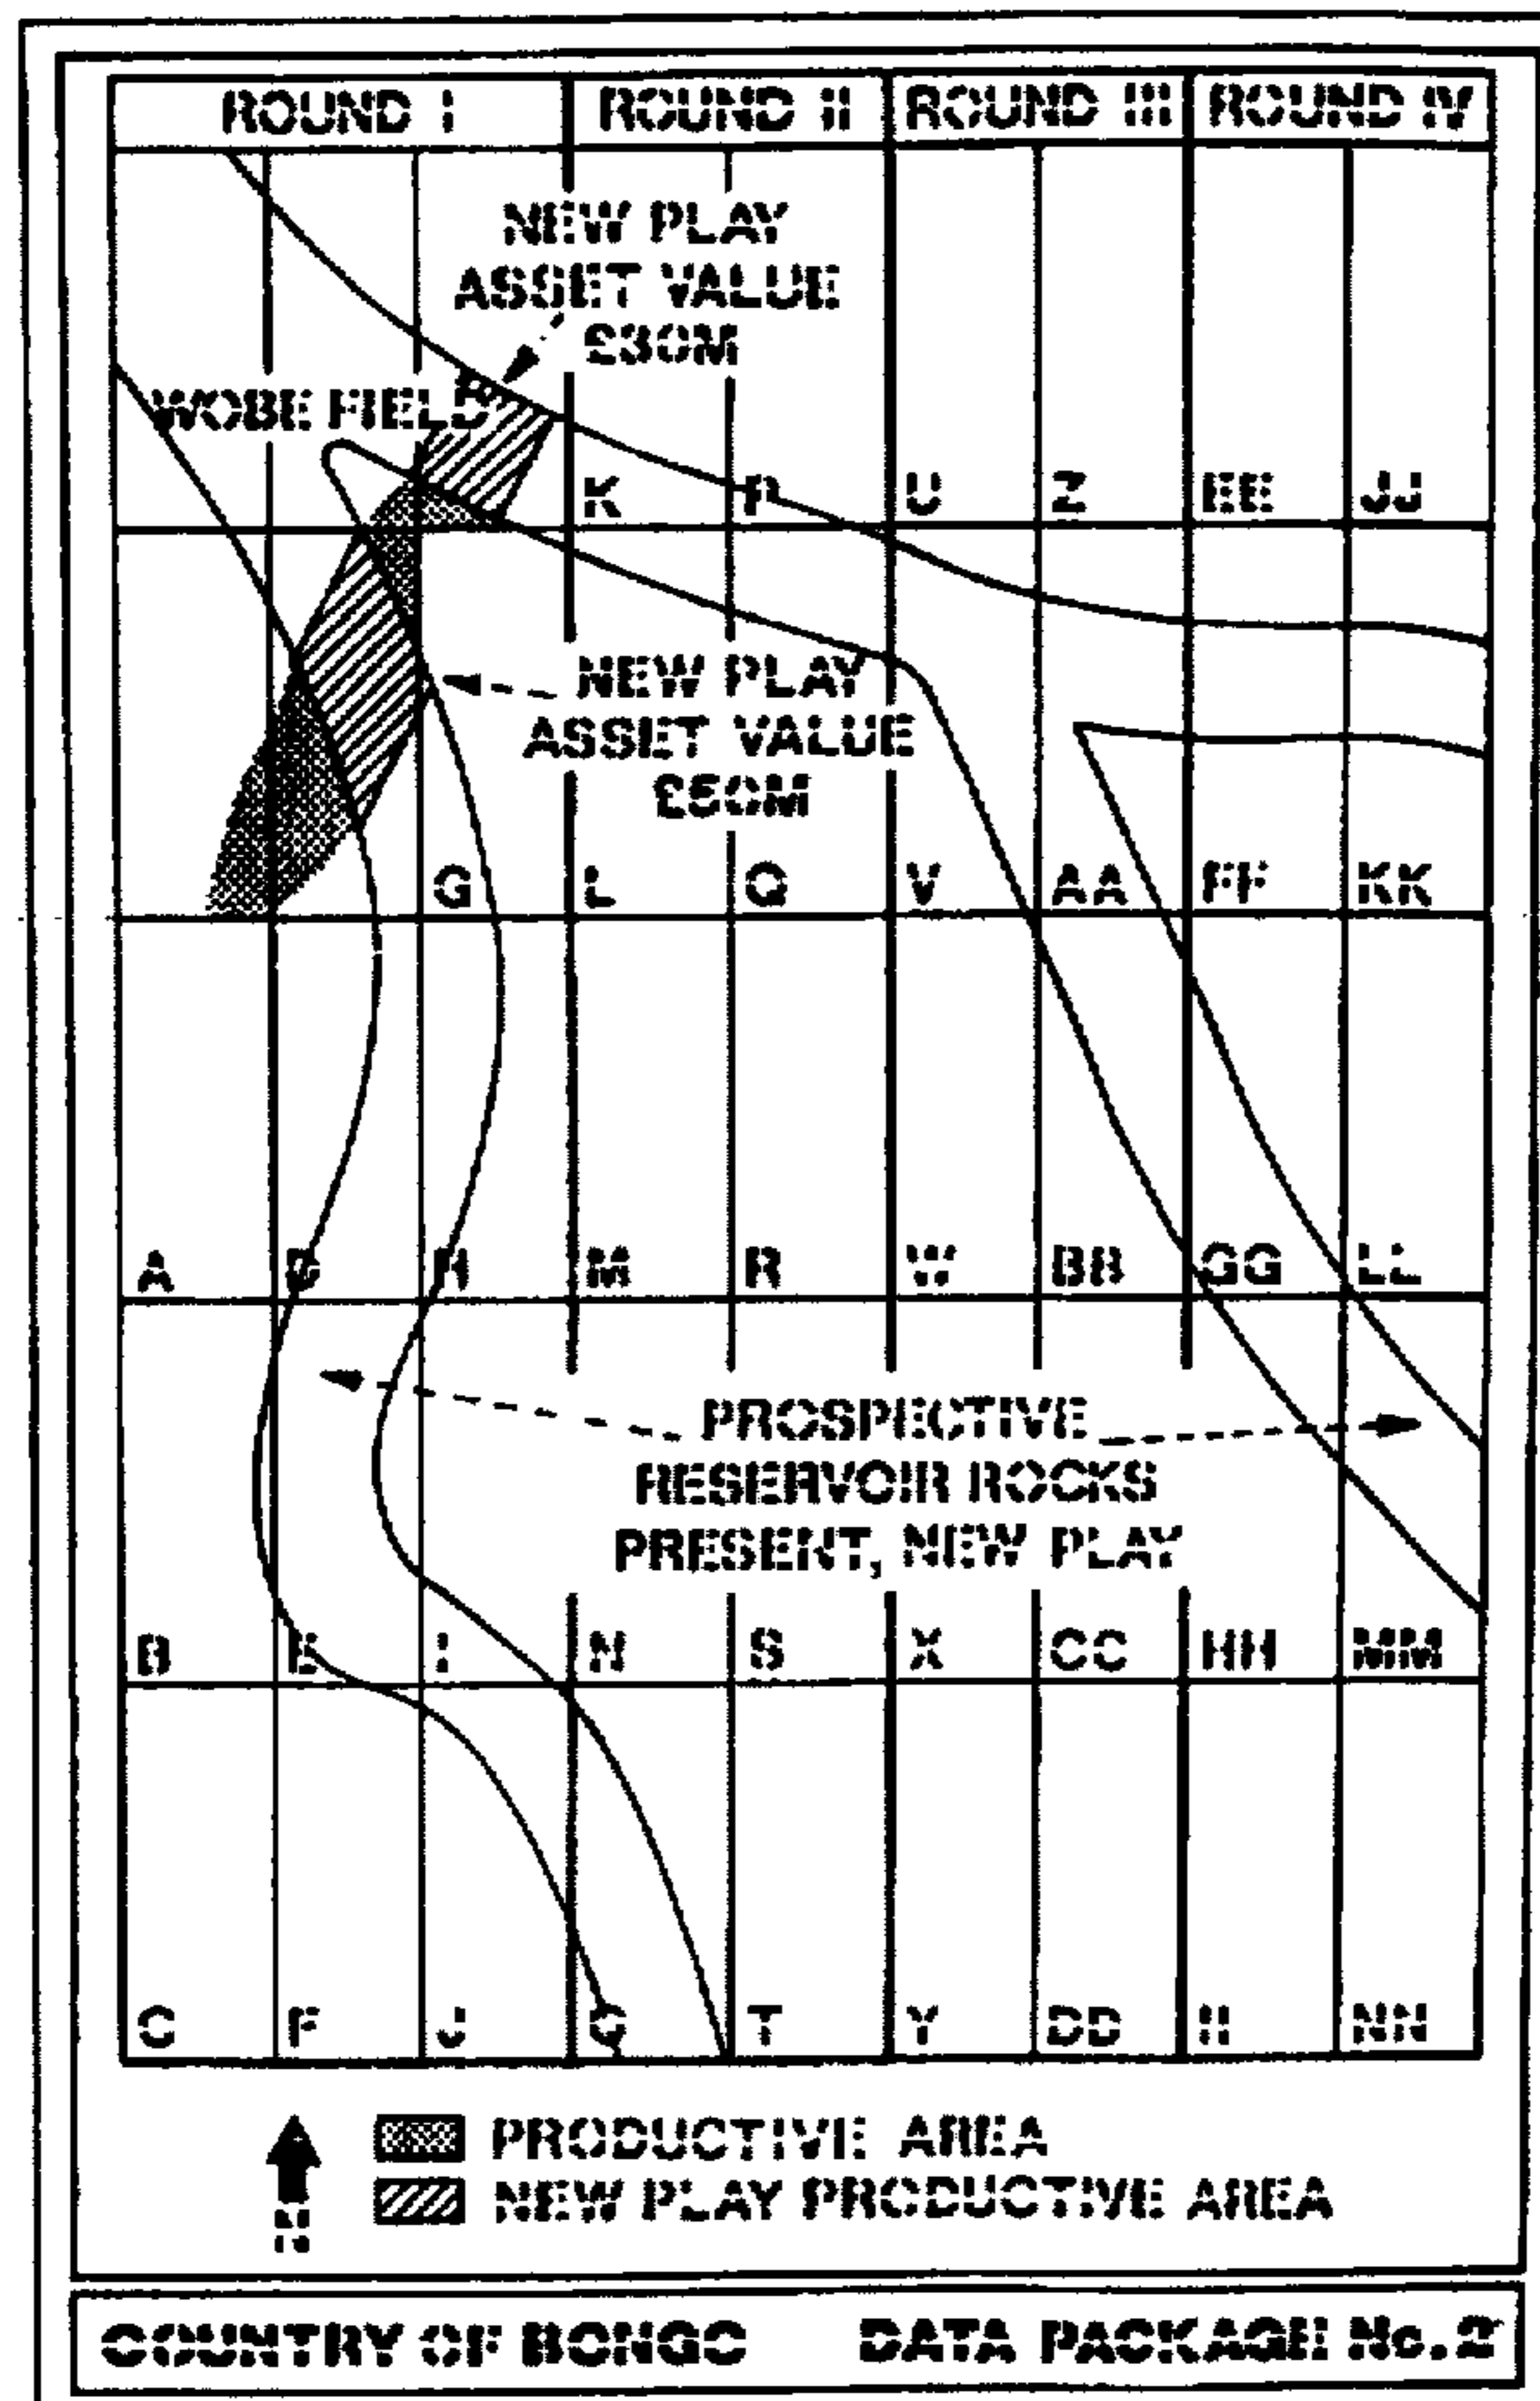 ROUND I ROUND II ROUND III ROUND IV
NEW PLAY
ASSET VALUE
£30M
WOBE FIELD
K P U Z EE JJ
NEW PLAY
ASSET VALUE
£50M
G L Q V AA FF KK
A D H M R W BB GG LL
PROSPECTIVE
RESERVOIR ROCKS
PRESENT, NEW PLAY
B E I N S X CC HH MM
C F J O T Y DD II NN
N
PRODUCTIVE AREA
NEW PLAY PRODUCTIVE AREA
COUNTRY OF BONGO DATA PACKAGE No. 2